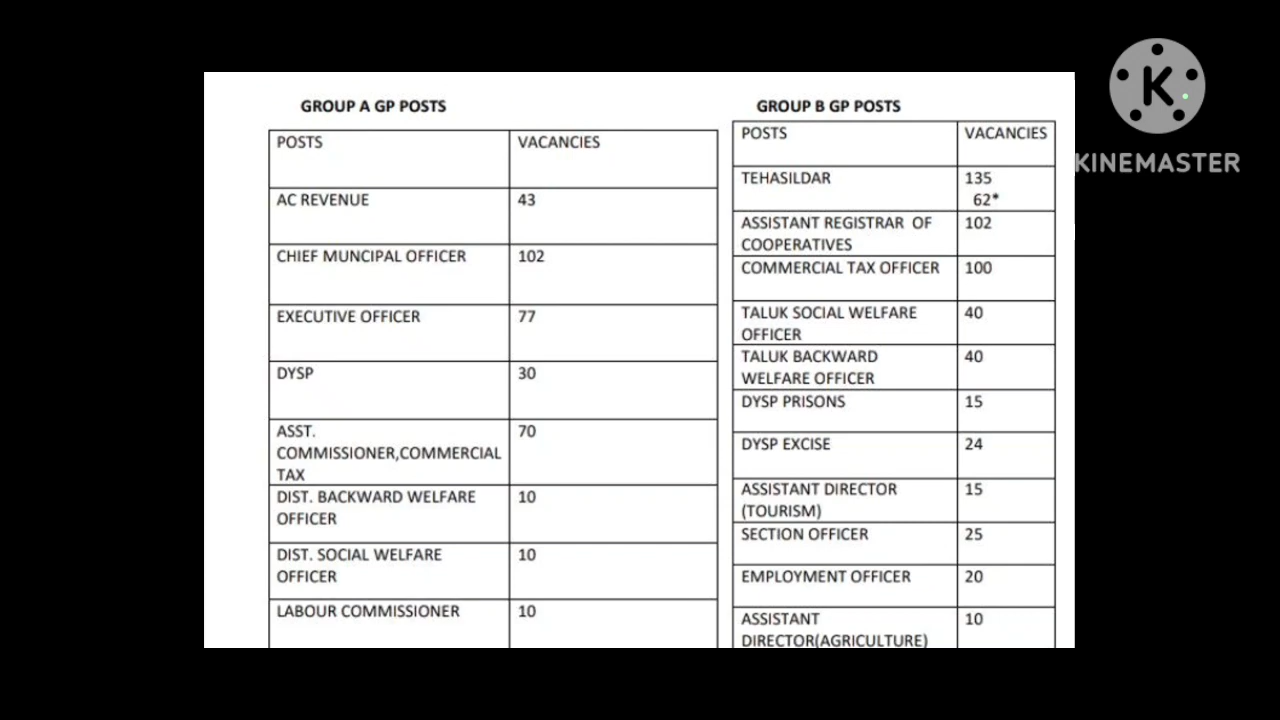 GROUP A GP POSTS
POSTS VACANCIES
AC REVENUE 43
CHIEF MUNCIPAL OFFICER 102
EXECUTIVE OFFICER 77
DYSP 30
ASST. 70
COMMISSIONER,COMMERCIAL
TAX
DIST. BACKWARD WELFARE 10
OFFICER
DIST. SOCIAL WELFARE 10
OFFICER
LABOUR COMMISSIONER 10
GROUP B GP POSTS
POSTS VACANCIES
TEHASILDAR 135
62*
ASSISTANT REGISTRAR OF 102
COOPERATIVES
COMMERCIAL TAX OFFICER 100
TALUK SOCIAL WELFARE 40
OFFICER
TALUK BACKWARD 40
WELFARE OFFICER
DYSP PRISONS 15
DYSP EXCISE 24
ASSISTANT DIRECTOR 15
(TOURISM)
SECTION OFFICER 25
EMPLOYMENT OFFICER 20
ASSISTANT 10
DIRECTOR(AGRICULTURE)
K
KINEMASTER